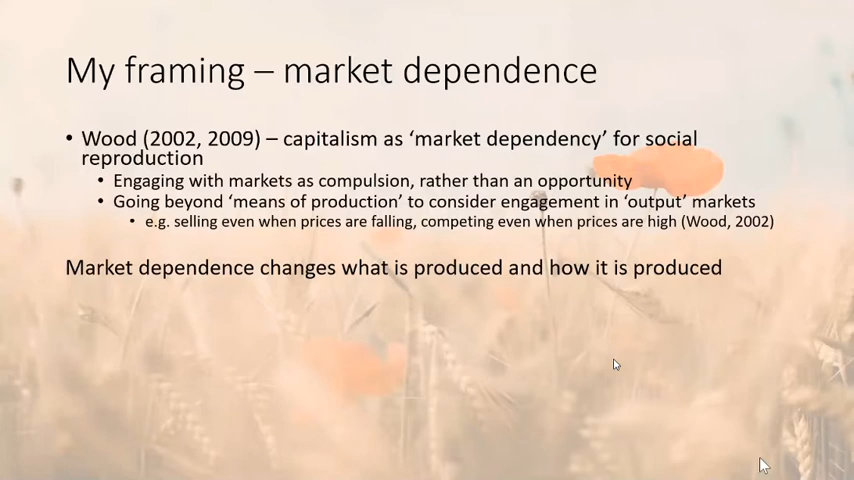 My framing – market dependence
• Wood (2002, 2009) – capitalism as ‘market dependency’ for social
reproduction
• Engaging with markets as compulsion, rather than an opportunity
• Going beyond ‘means of production’ to consider engagement in ‘output’ markets
• e.g. selling even when prices are falling, competing even when prices are high (Wood, 2002)
Market dependence changes what is produced and how it is produced